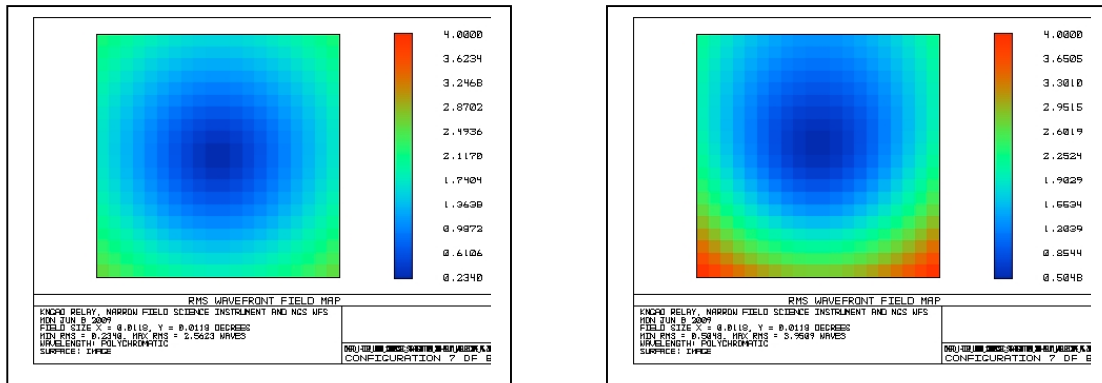 4.0000
3.6234
3.2468
2.8702
2.4936
2.1170
1.7404
1.3638
0.9872
0.6106
0.2340
RMS WAVEFRONT FIELD MAP
KNGAO RELAY, NARROW FIELD SCIENCE INSTRUMENT AND NGS WFS
MON JUN 8 2009
FIELD SIZE X = 0.0118, Y = 0.0118 DEGREES
MIN RMS = 0.2340, MAX RMS = 2.5623 WAVES
WAVELENGTH: POLYCHROMATIC
SURFACE: IMAGE
CONFIGURATION 7 OF 8
4.0000
3.6505
3.3010
2.9515
2.6019
2.2524
1.9029
1.5534
1.2039
0.8544
0.5048
RMS WAVEFRONT FIELD MAP
KNGAO RELAY, NARROW FIELD SCIENCE INSTRUMENT AND NGS WFS
MON JUN 8 2009
FIELD SIZE X = 0.0118, Y = 0.0118 DEGREES
MIN RMS = 0.5048, MAX RMS = 3.9509 WAVES
WAVELENGTH: POLYCHROMATIC
SURFACE: IMAGE
CONFIGURATION 7 OF 8